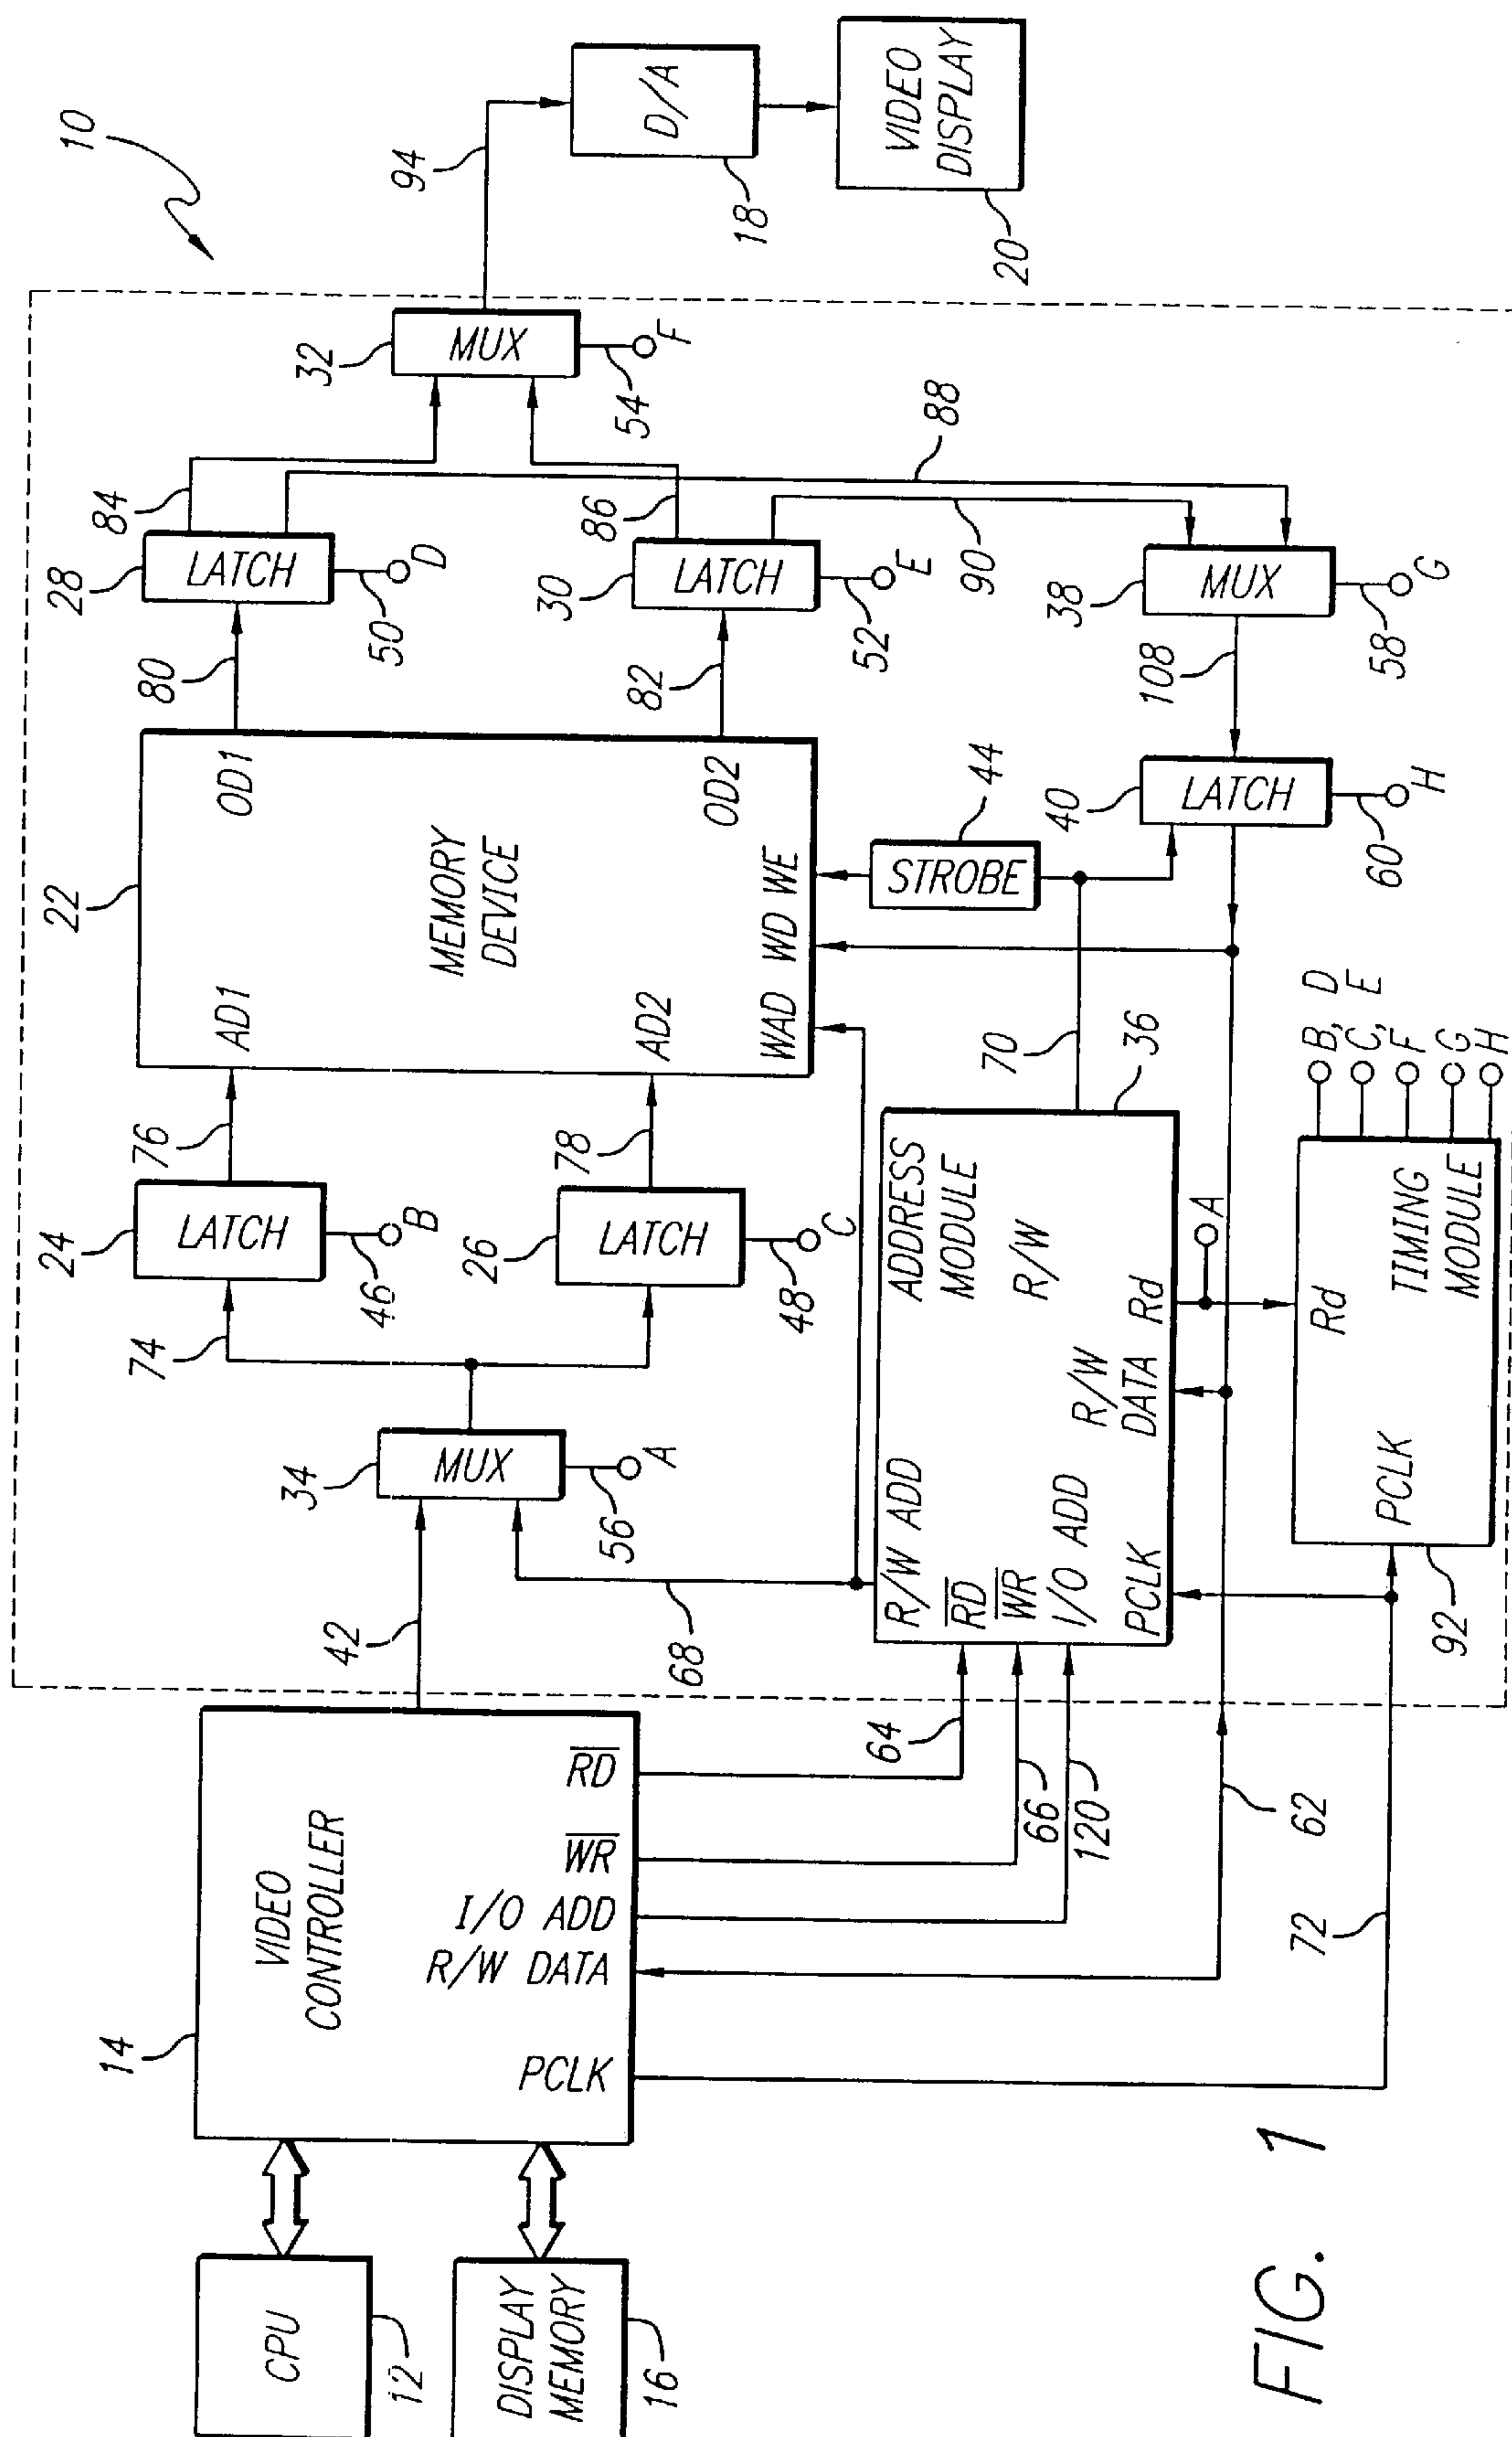 10
CPU
12
DISPLAY
MEMORY
16
14
VIDEO
CONTROLLER
RD
WR
I/O ADD
R/W DATA
PCLK
42
64
66
120
62
72
34
MUX
56
A
68
74
24
LATCH
46
B
76
26
LATCH
48
C
78
22
MEMORY
DEVICE
AD1
AD2
OD1
OD2
WAD WD WE
80
82
28
LATCH
50
D
84
30
LATCH
52
E
86
88
90
32
MUX
54
F
94
D/A
18
VIDEO
DISPLAY
20
38
MUX
58
G
108
40
LATCH
60
H
STROBE
44
70
36
ADDRESS
MODULE
R/W
R/W ADD
RD
WR
I/O ADD
PCLK
R/W
DATA
Rd
A
Rd
TIMING
MODULE
PCLK
92
B, D
C, E
F
G
H
FIG. 1